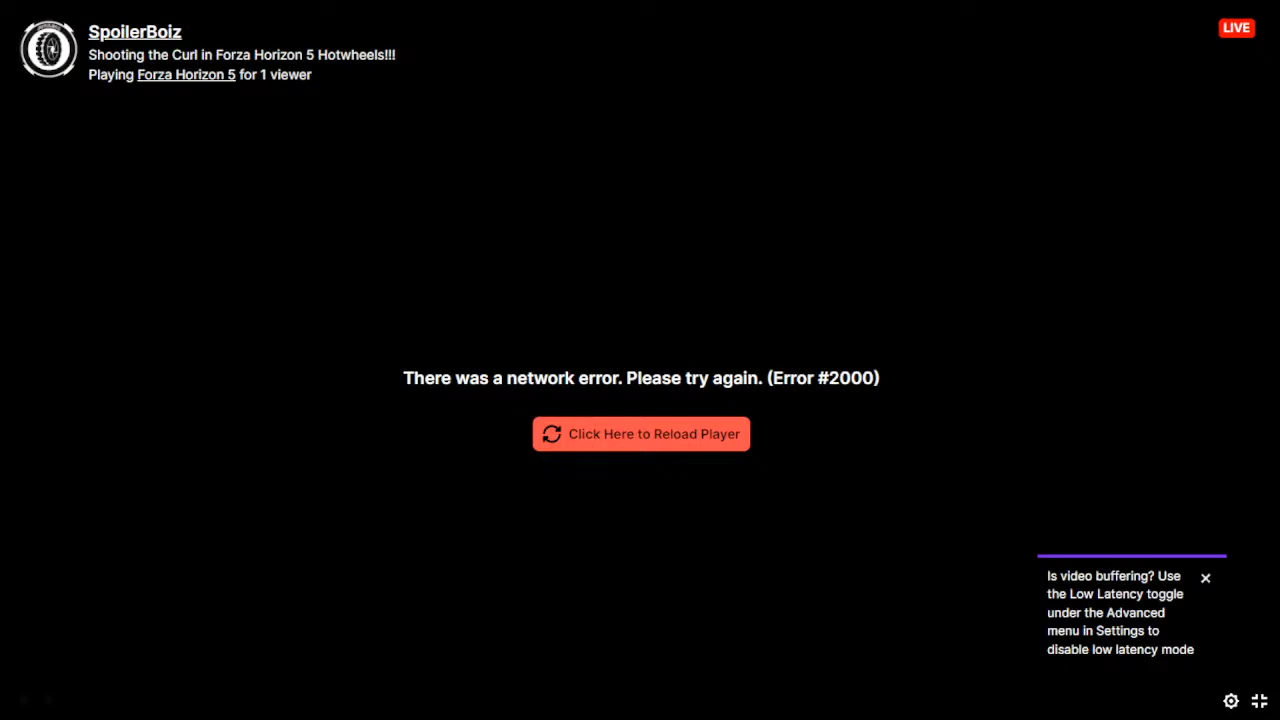 SpoilerBoiz
LIVE
Shooting the Curl in Forza Horizon 5 Hotwheels!!!
Playing Forza Horizon 5 for 1 viewer
There was a network error. Please try again. (Error #2000)
Click Here to Reload Player
Is video buffering? Use
the Low Latency toggle
under the Advanced
menu in Settings to
disable low latency mode